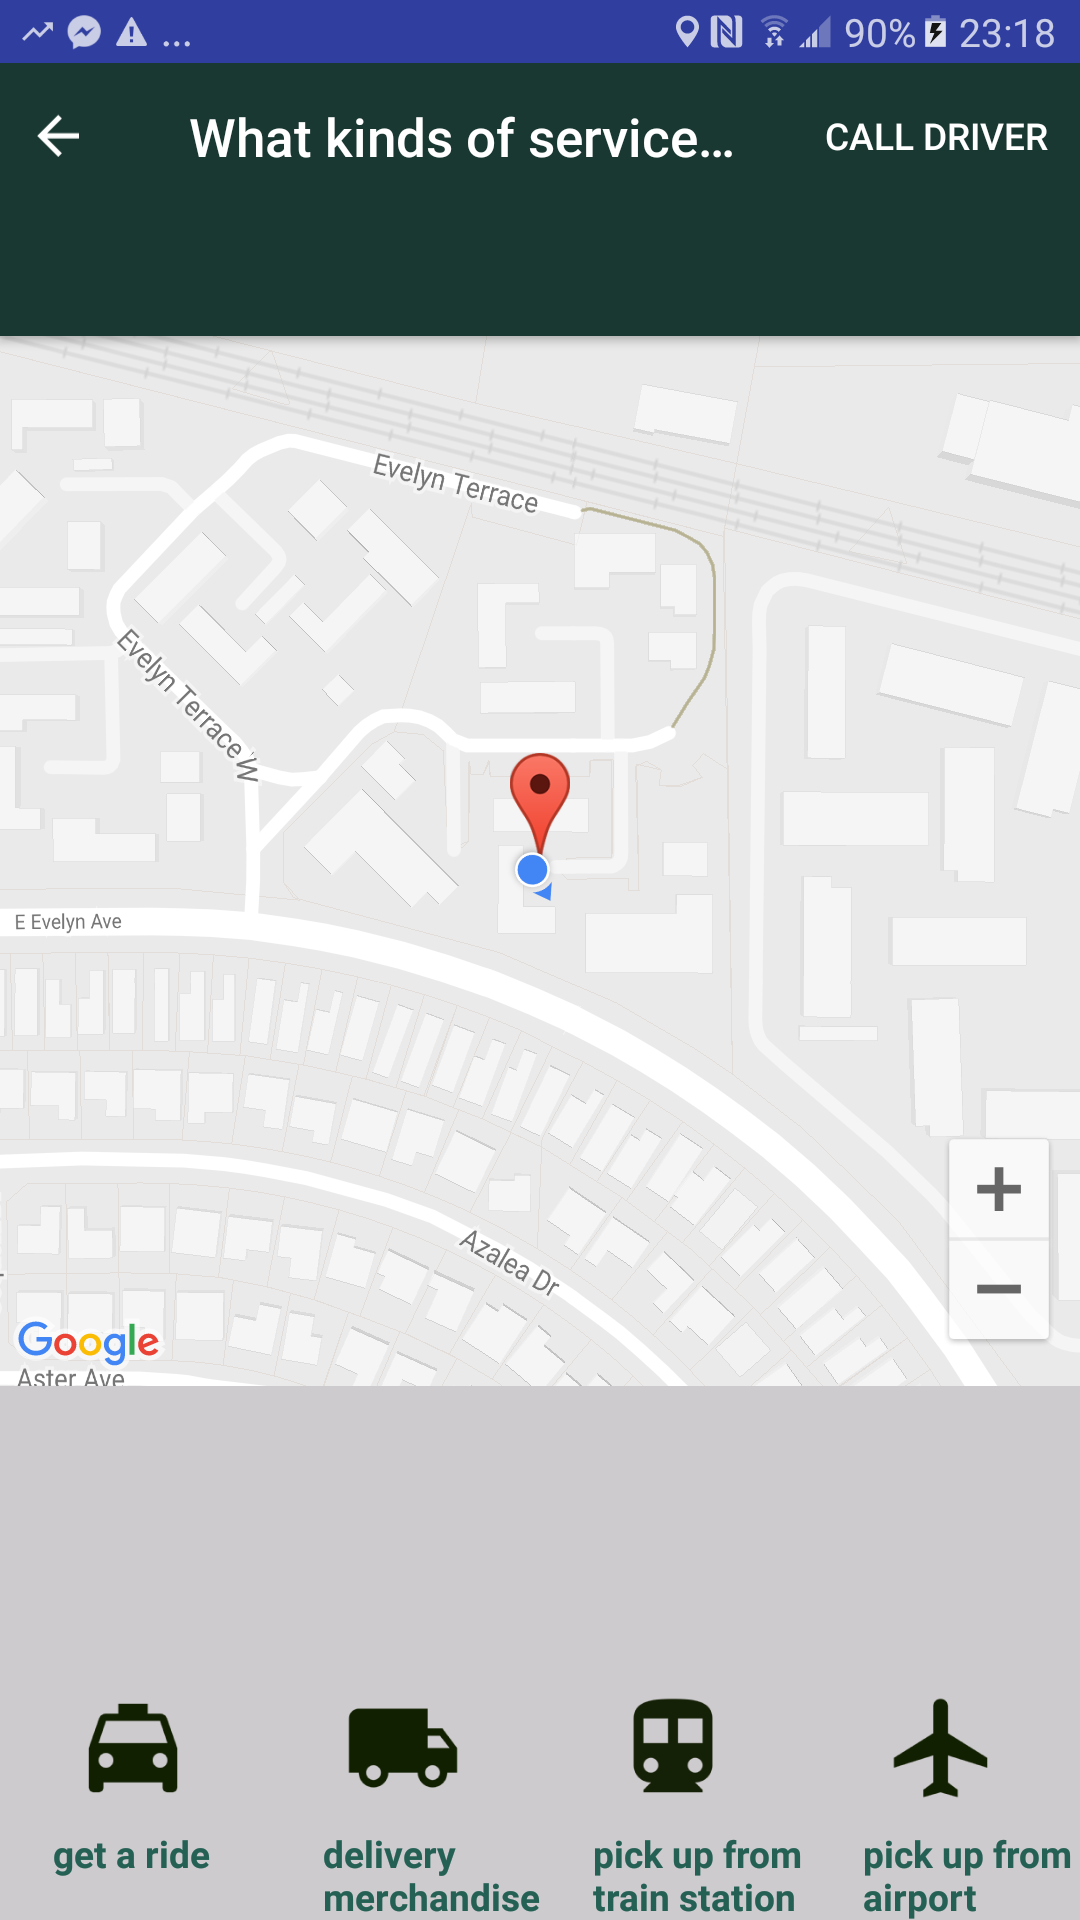 ... 90% 23:18
What kinds of service... CALL DRIVER
Evelyn Terrace
Evelyn Terrace W
E Evelyn Ave
Azalea Dr
+
−
Google
Aster Ave
get a ride
delivery
merchandise
pick up from
train station
pick up from
airport